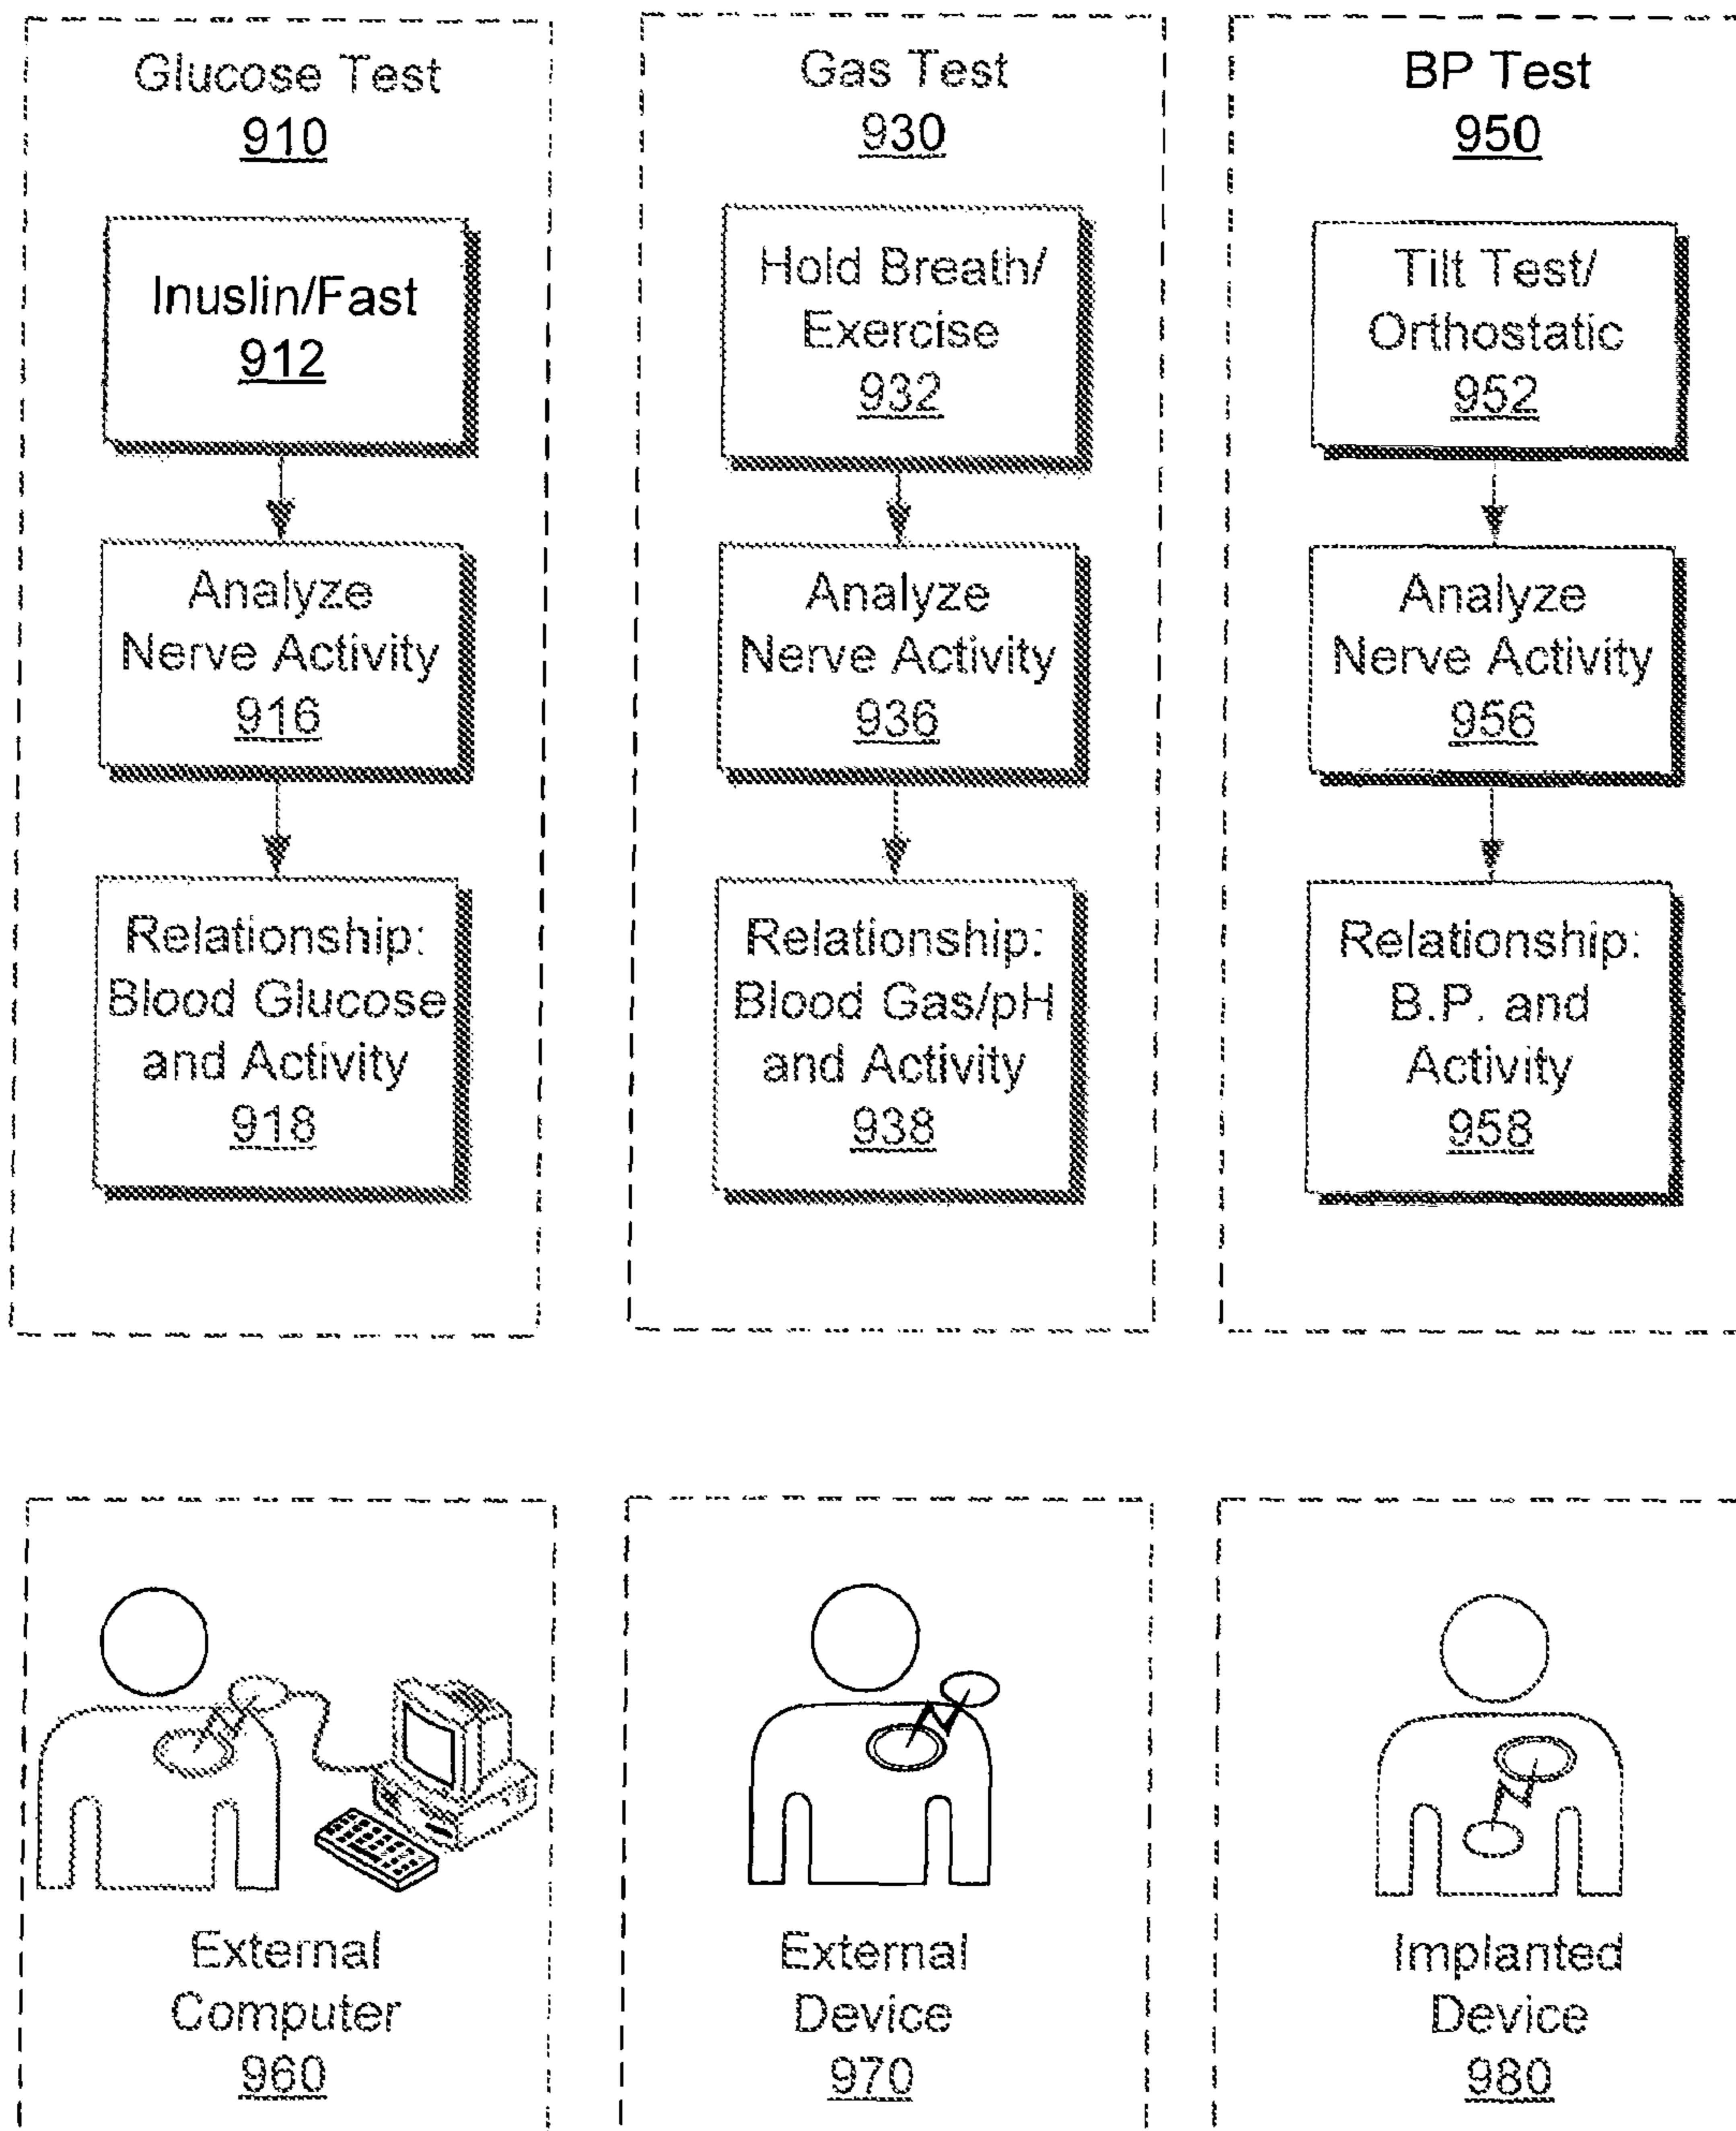 Glucose Test
910
Inuslin/Fast
912
Analyze
Nerve Activity
916
Relationship:
Blood Glucose
and Activity
918
Gas Test
930
Hold Breath/
Exercise
932
Analyze
Nerve Activity
936
Relationship:
Blood Gas/pH
and Activity
938
BP Test
950
Tilt Test/
Orthostatic
952
Analyze
Nerve Activity
956
Relationship:
B.P. and
Activity
958
External
Computer
960
External
Device
970
Implanted
Device
980